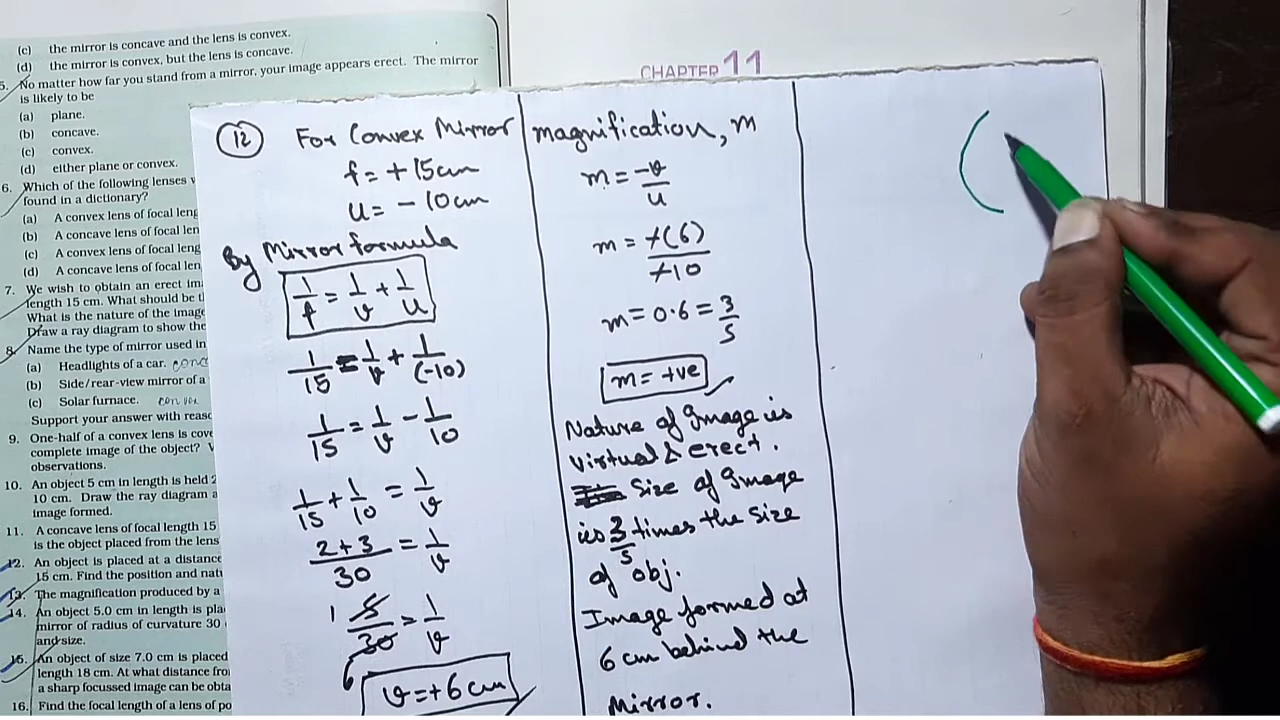 (c) the mirror is concave and the lens is convex.
(d) the mirror is convex, but the lens is concave.
5. No matter how far you stand from a mirror, your image appears erect. The mirror
is likely to be
(a) plane.
(b) concave.
(c) convex.
(d) either plane or convex.
6. Which of the following lenses
found in a dictionary?
(a) A convex lens of focal leng
(b) A concave lens of focal len
(c) A convex lens of focal leng
(d) A concave lens of focal len
7. We wish to obtain an erect im
length 15 cm. What should be t
What is the nature of the image
Draw a ray diagram to show the
8. Name the type of mirror used in
(a) Headlights of a car. conc
(b) Side/rear-view mirror of a
(c) Solar furnace.
Support your answer with reaso
9. One-half of a convex lens is cove
complete image of the object?
observations.
10. An object 5 cm in length is held 2
10 cm. Draw the ray diagram a
image formed.
11. A concave lens of focal length 15
is the object placed from the lens
12. An object is placed at a distance
15 cm. Find the position and natu
13. The magnification produced by a
14. An object 5.0 cm in length is pla
mirror of radius of curvature 30
and size.
15. An object of size 7.0 cm is placed
length 18 cm. At what distance fro
a sharp focussed image can be obta
16. Find the focal length of a lens of po
CHAPTER 11
(12) For Convex Mirror
f = + 15cm
u = - 10cm
By Mirror formula
1/f = 1/v + 1/u
1/15 = 1/v + 1/(-10)
1/15 = 1/v - 1/10
1/15 + 1/10 = 1/v
2+3/30 = 1/v
1 5/30 = 1/v
6
v = +6cm
magnification, m
m = -v/u
m = -(6)/-10
m = 0.6 = 3/5
m = +ve
Nature of Image is
virtual & erect.
Size of Image
is 3/5 times the size
of obj.
Image formed at
6 cm behind the
Mirror.